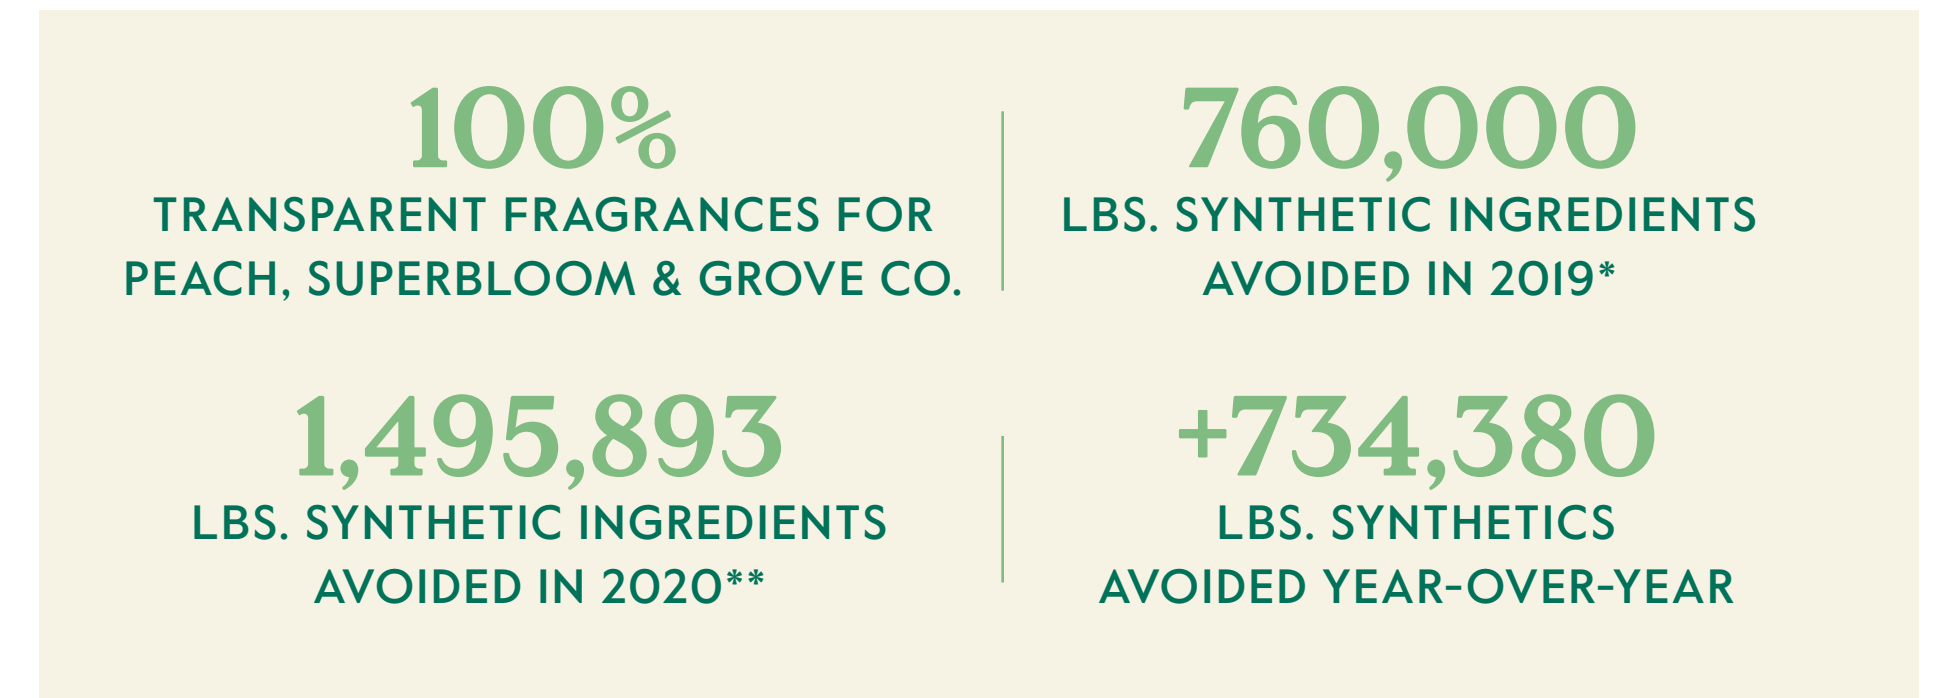 100%
TRANSPARENT FRAGRANCES FOR
PEACH, SUPERBLOOM & GROVE CO.
760,000
LBS. SYNTHETIC INGREDIENTS
AVOIDED IN 2019*
1,495,893
LBS. SYNTHETIC INGREDIENTS
AVOIDED IN 2020**
+734,380
LBS. SYNTHETICS
AVOIDED YEAR-OVER-YEAR